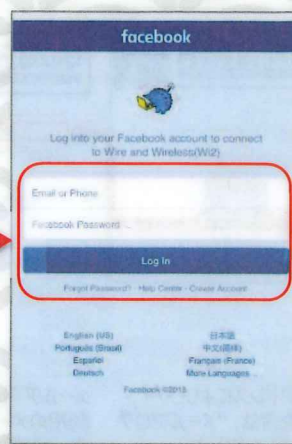 facebook
Log into your Facebook account to connect
to Wire and Wireless(Wi2)
Email or Phone
Facebook Password
Log In
Forgot Password? · Help Center · Create Account
English (US)
日本語
Português (Brasil)
中文(简体)
Español
Français (France)
Deutsch
More Languages...
Facebook ©2013